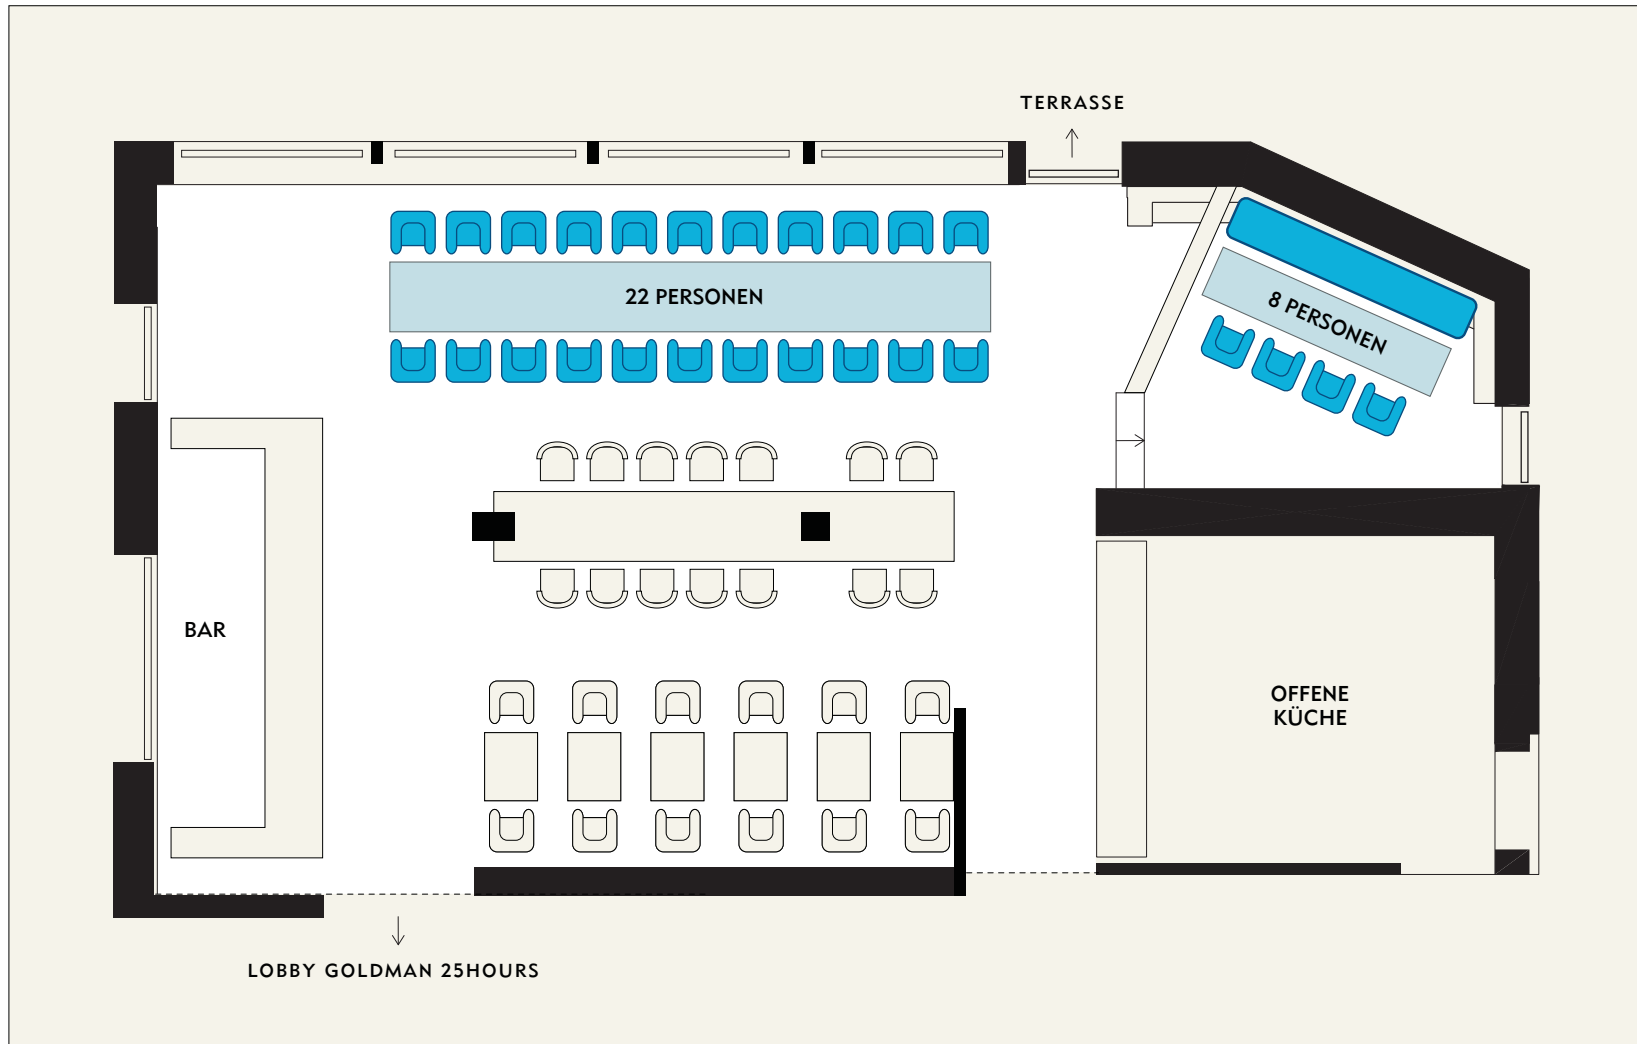 TERRASSE
22 PERSONEN
8 PERSONEN
BAR
OFFENE
KÜCHE
LOBBY GOLDMAN 25HOURS